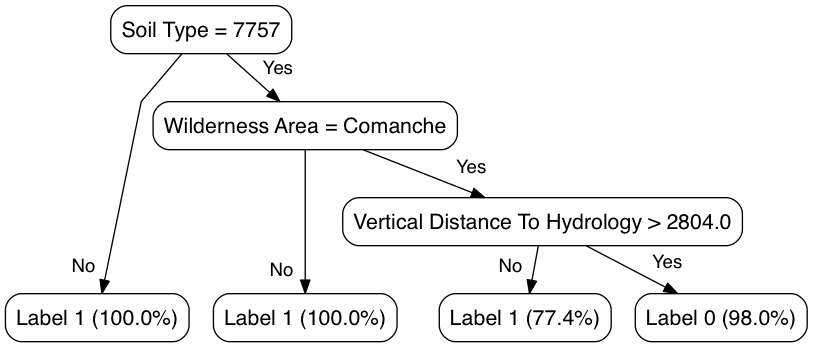 Soil Type = 7757
Yes
Wilderness Area = Comanche
Yes
Vertical Distance To Hydrology > 2804.0
No
No
No
Yes
Label 1 (100.0%)
Label 1 (100.0%)
Label 1 (77.4%)
Label 0 (98.0%)